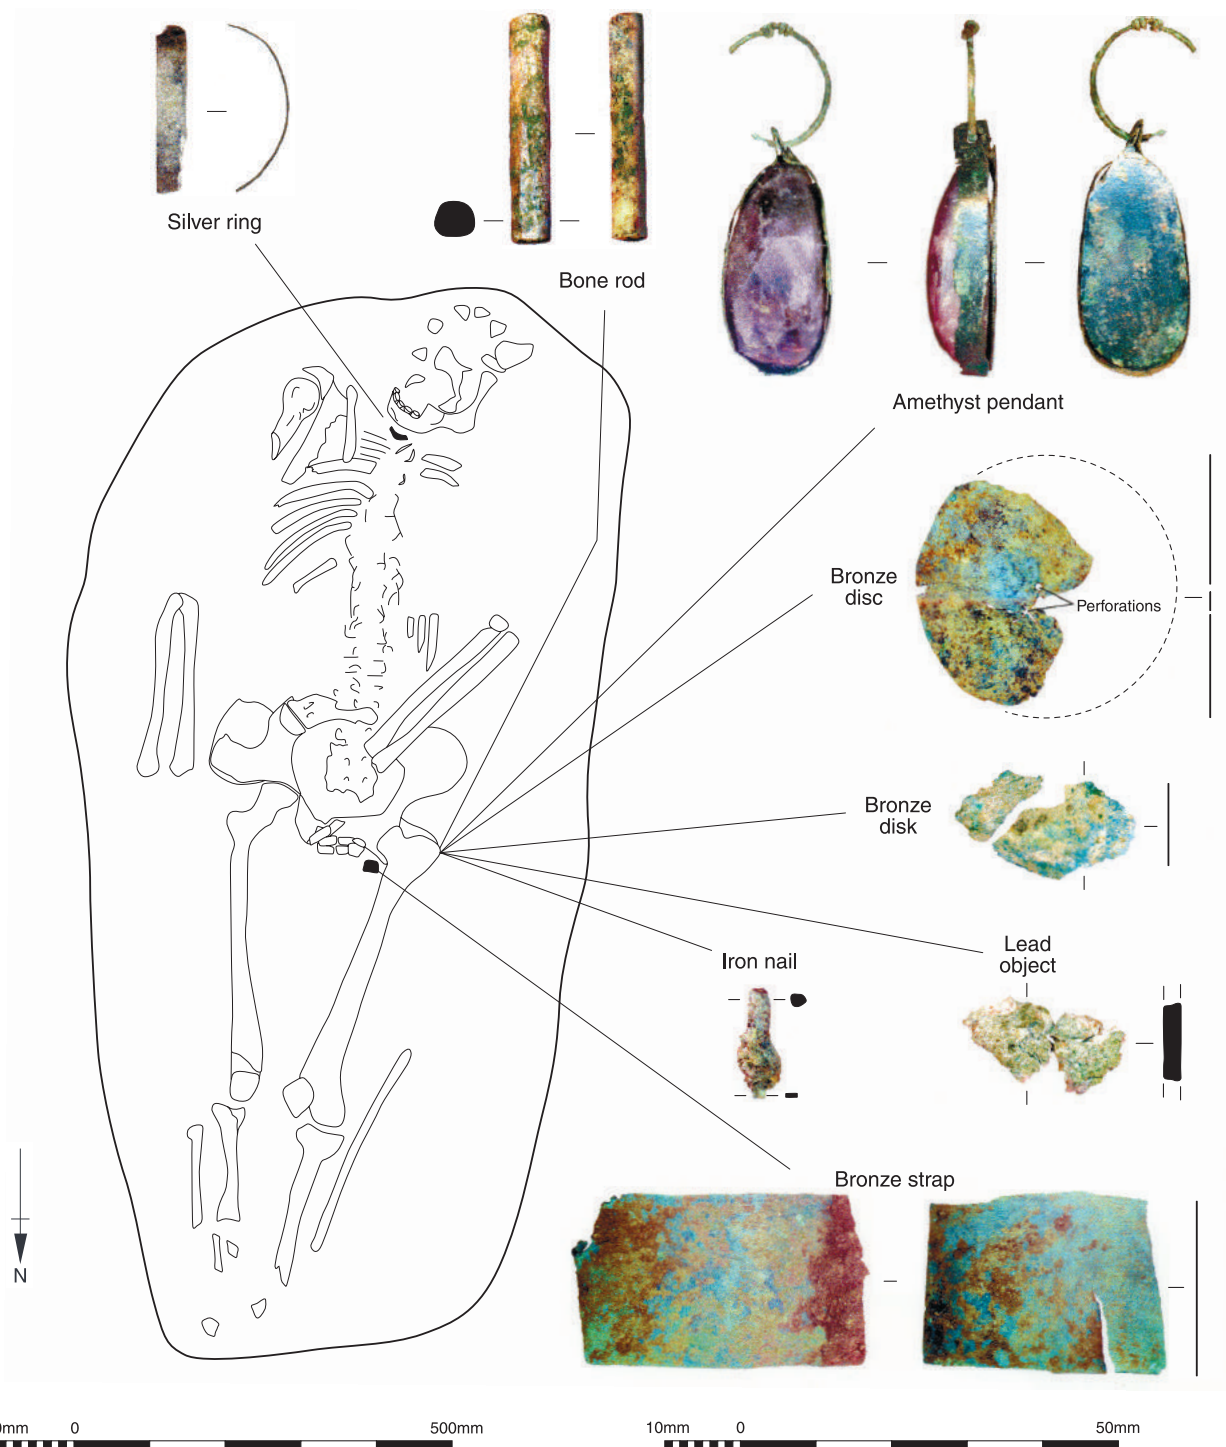 Silver ring
Bone rod
Amethyst pendant
Bronze
disc
Perforations
Bronze
disk
Lead
object
Iron nail
Bronze strap
N
0mm 0 500mm
10mm 0 50mm